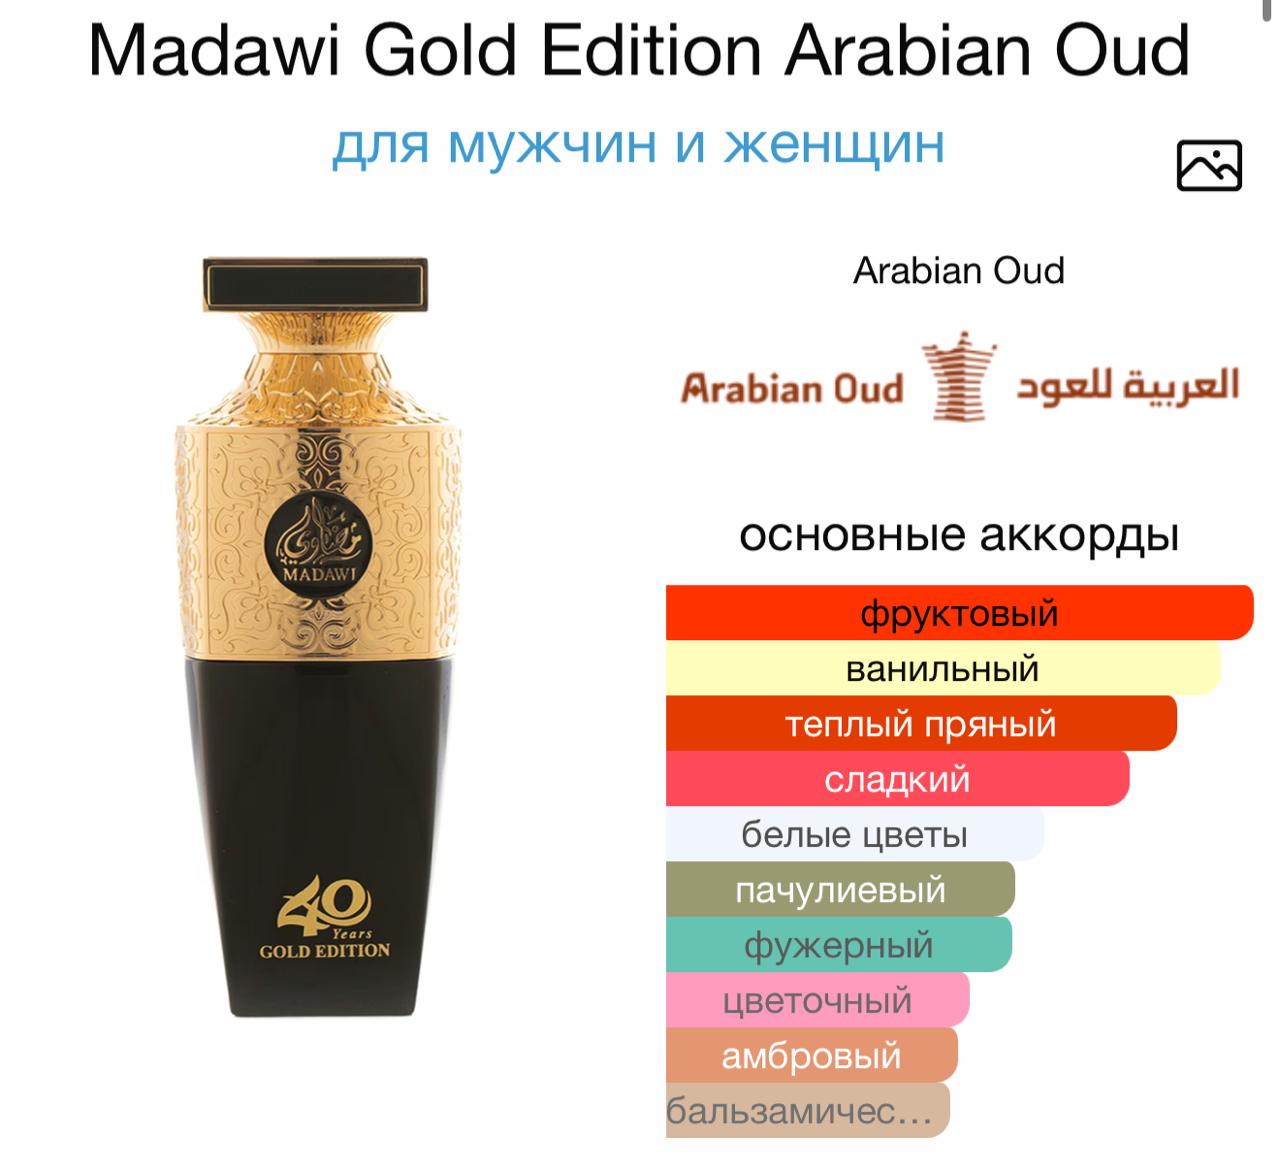 Madawi Gold Edition Arabian Oud
для мужчин и женщин
Arabian Oud
Arabian Oud العربية للعود
مضاوي
MADAWI
40
Years
GOLD EDITION
основные аккорды
фруктовый
ванильный
теплый пряный
сладкий
белые цветы
пачулиевый
фужерный
цветочный
амбровый
бальзамичес...